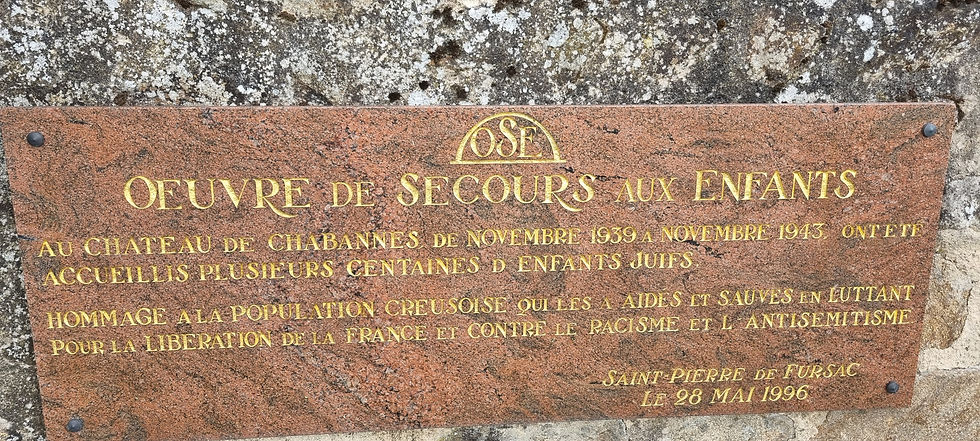 OSE
OEUVRE DE SECOURS AUX ENFANTS
AU CHATEAU DE CHABANNES, DE NOVEMBRE 1939 A NOVEMBRE 1943, ONT ETE
ACCUEILLIS PLUSIEURS CENTAINES D ENFANTS JUIFS
HOMMAGE A LA POPULATION CREUSOISE QUI LES A AIDES ET SAUVES EN LUTTANT
POUR LA LIBERATION DE LA FRANCE ET CONTRE LE RACISME ET L ANTISEMITISME
SAINT-PIERRE DE FURSAC
LE 28 MAI 1996